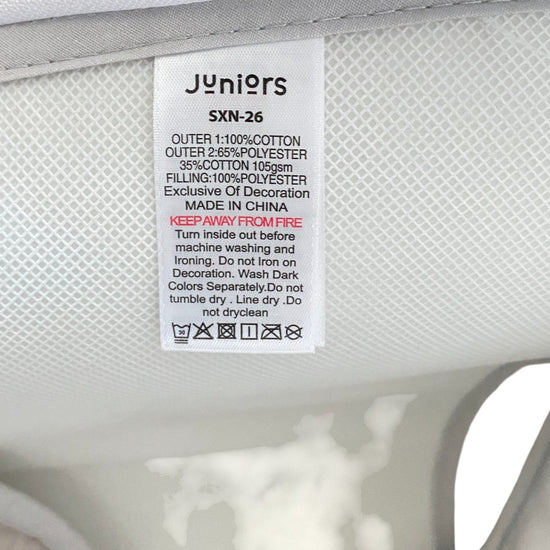 Juniors
SXN-26
OUTER 1:100%COTTON
OUTER 2:65%POLYESTER
35%COTTON 105gsm
FILLING:100%POLYESTER
Exclusive Of Decoration
MADE IN CHINA
KEEP AWAY FROM FIRE
Turn inside out before
machine washing and
Ironing. Do not Iron on
Decoration. Wash Dark
Colors Separately.Do not
tumble dry . Line dry .Do
not dryclean
30